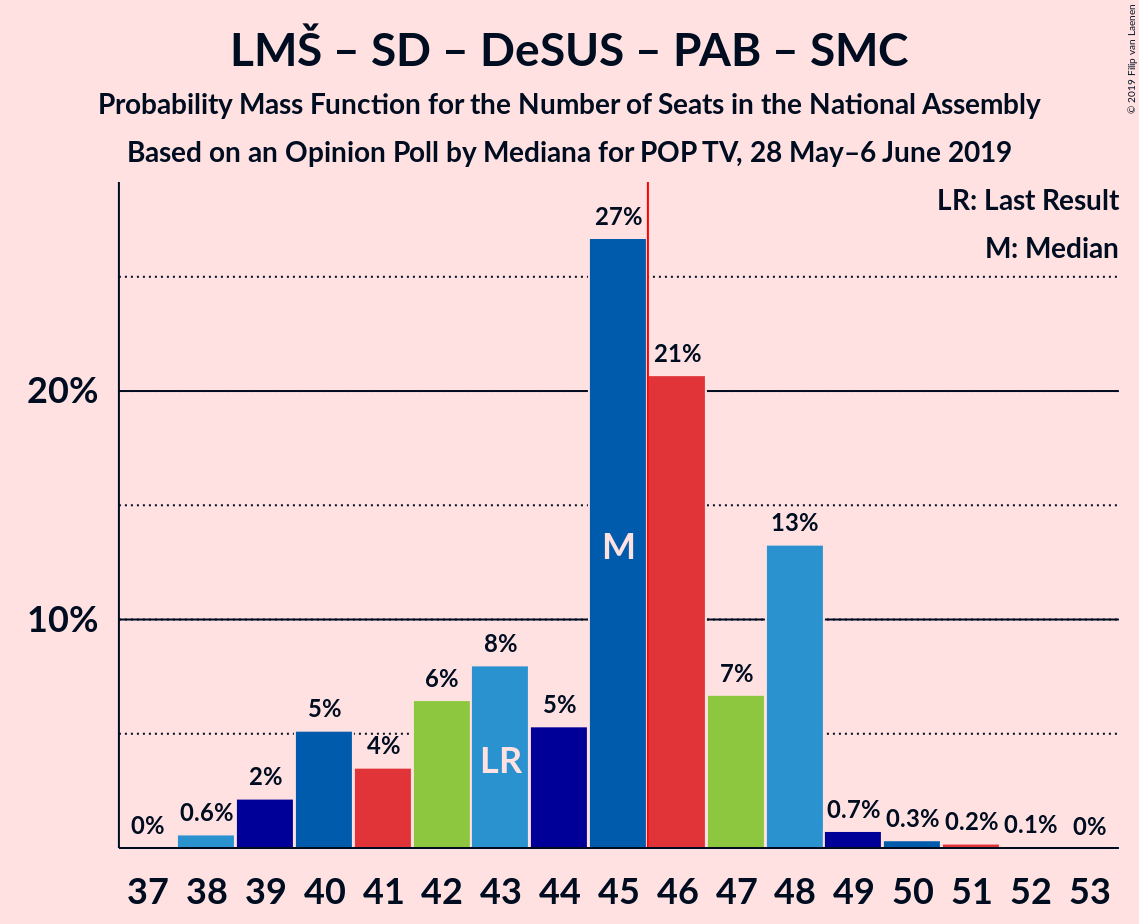 LMŠ – SD – DeSUS – PAB – SMC
Probability Mass Function for the Number of Seats in the National Assembly
Based on an Opinion Poll by Mediana for POP TV, 28 May–6 June 2019
© 2019 Filip van Laenen
LR: Last Result
M: Median
20%
10%
0%
0.6%
2%
5%
4%
6%
8%
5%
27%
21%
7%
13%
0.7%
0.3%
0.2%
0.1%
0%
LR
M
37 38 39 40 41 42 43 44 45 46 47 48 49 50 51 52 53